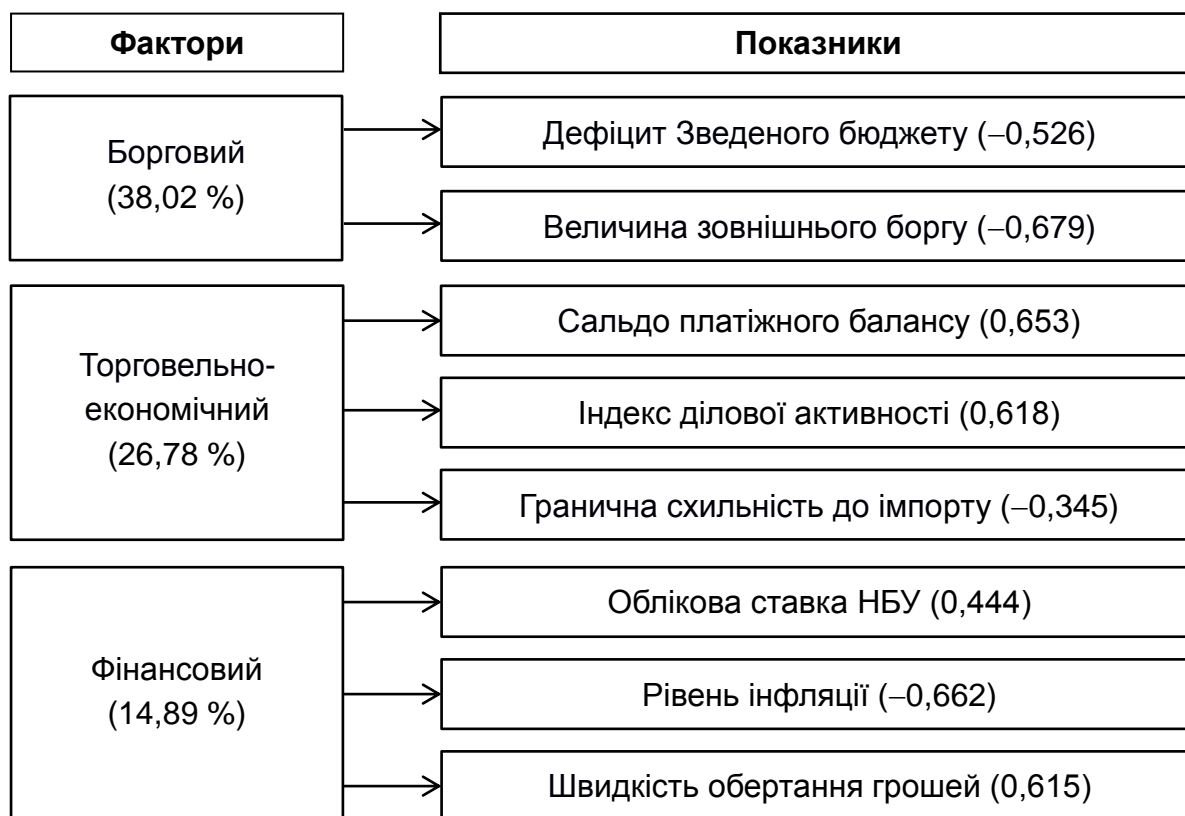 Фактори
Показники
Борговий
(38,02 %)
Дефіцит Зведеного бюджету (–0,526)
Величина зовнішнього боргу (–0,679)
Торговельно-
економічний
(26,78 %)
Сальдо платіжного балансу (0,653)
Індекс ділової активності (0,618)
Гранична схильність до імпорту (–0,345)
Фінансовий
(14,89 %)
Облікова ставка НБУ (0,444)
Рівень інфляції (–0,662)
Швидкість обертання грошей (0,615)